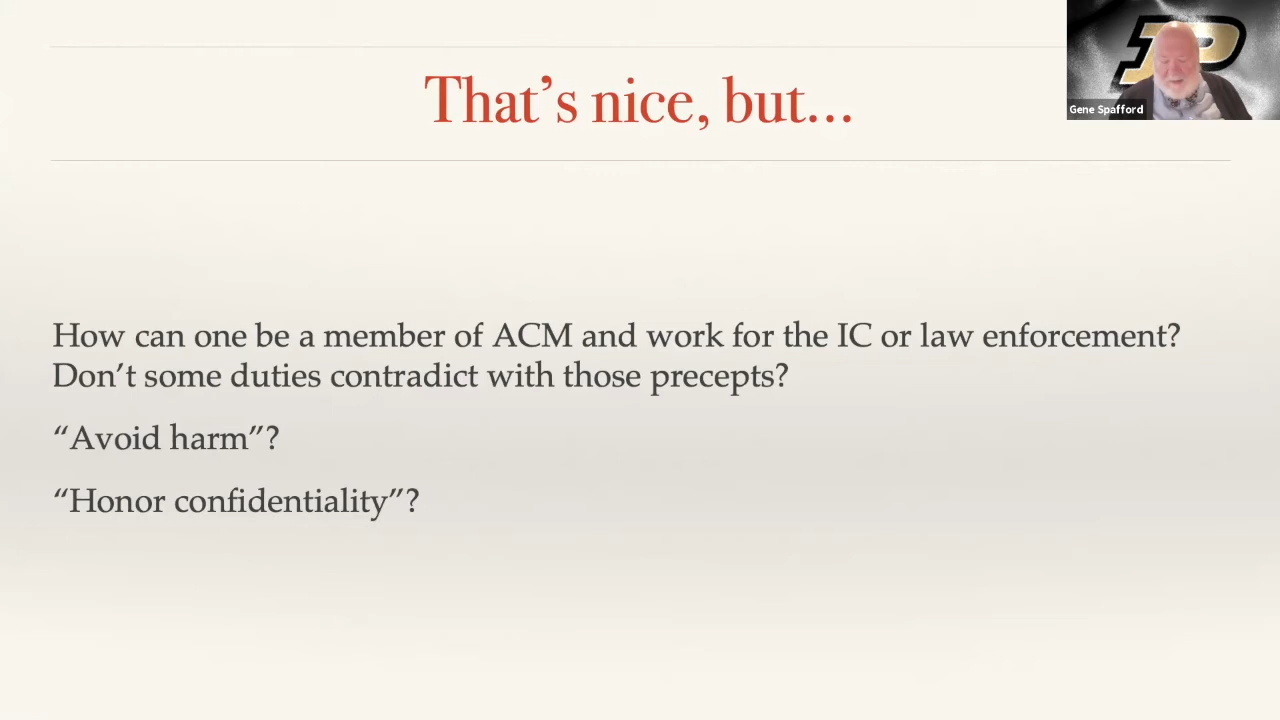 That’s nice, but...
Gene Spafford
How can one be a member of ACM and work for the IC or law enforcement?
Don’t some duties contradict with those precepts?
“Avoid harm”?
“Honor confidentiality”?